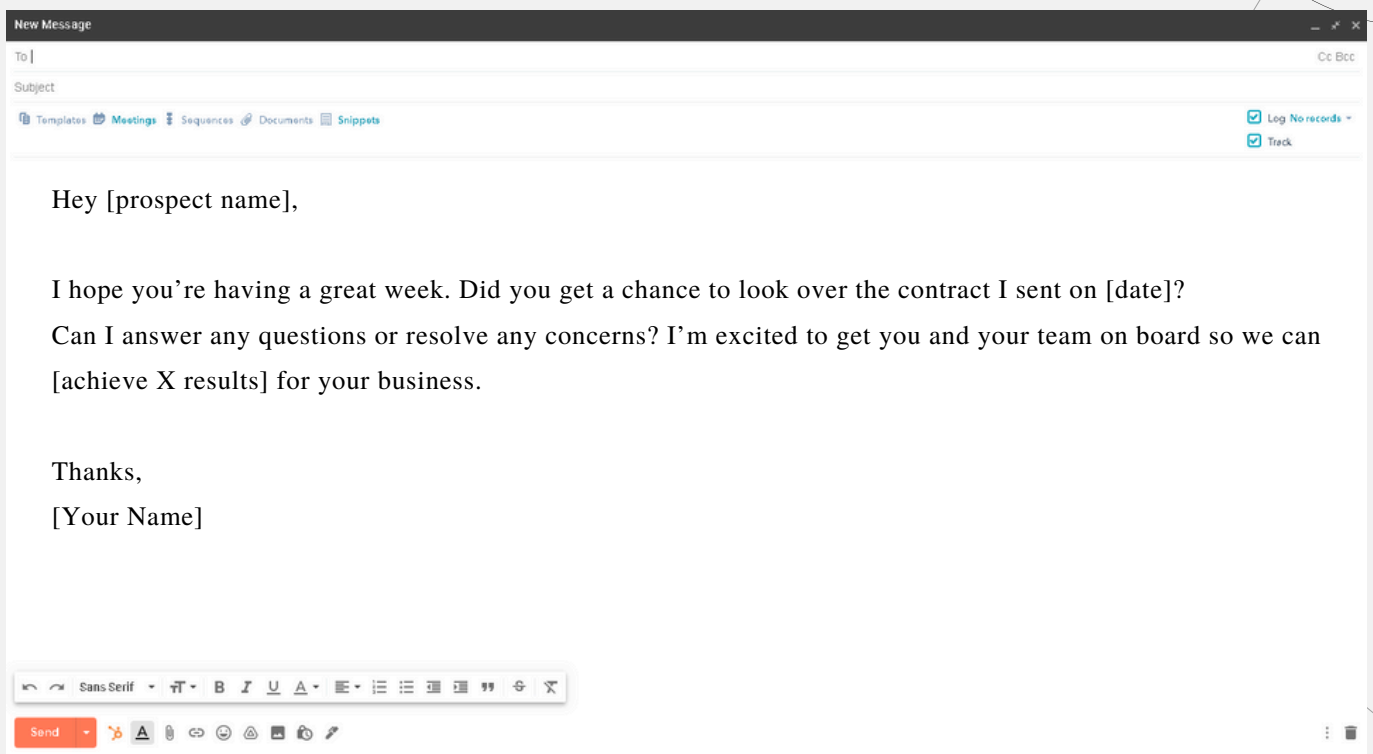 New Message
To
Cc Bcc
Subject
Templates Meetings Sequences Documents Snippets
Log No records
Track
Hey [prospect name],
I hope you’re having a great week. Did you get a chance to look over the contract I sent on [date]?
Can I answer any questions or resolve any concerns? I’m excited to get you and your team on board so we can
[achieve X results] for your business.
Thanks,
[Your Name]
Sans Serif
Send